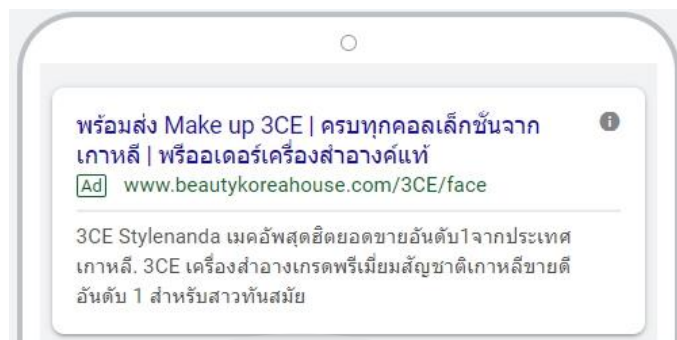 พร้อมส่ง Make up 3CE | ครบทุกคอลเล็กชั่นจาก
เกาหลี | พรีออเดอร์เครื่องสำอางค์แท้
Ad www.beautykoreahouse.com/3CE/face
3CE Stylenanda เมคอัพสุดฮิตยอดขายอันดับ1จากประเทศ
เกาหลี. 3CE เครื่องสำอางเกรดพรีเมี่ยมสัญชาติเกาหลีขายดี
อันดับ 1 สำหรับสาวทันสมัย